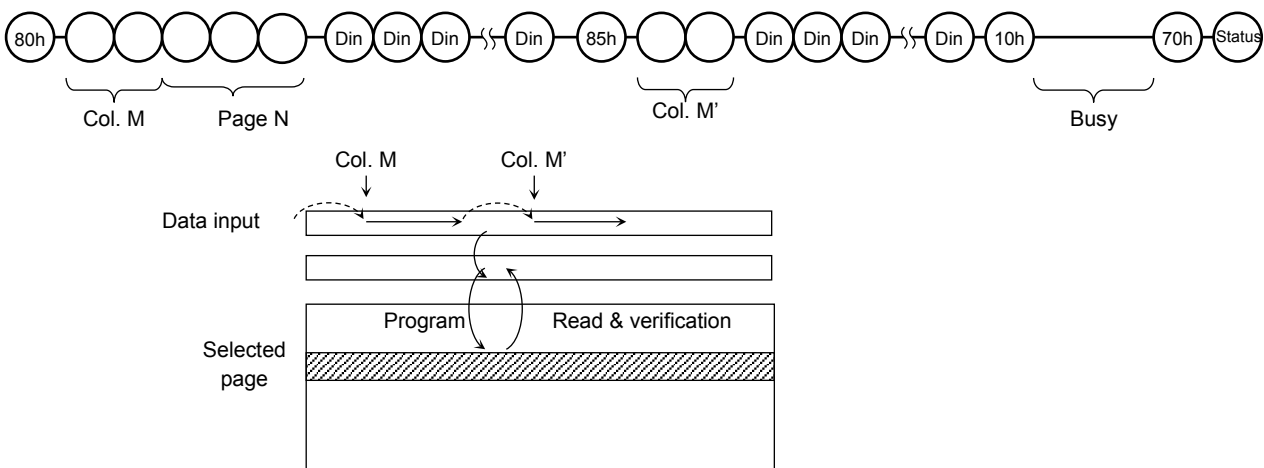 80h Din Din Din Din 85h Din Din Din Din 10h 70h Status
Col. M Page N Col. M’ Busy
Col. M Col. M’
Data input
Program Read & verification
Selected
page